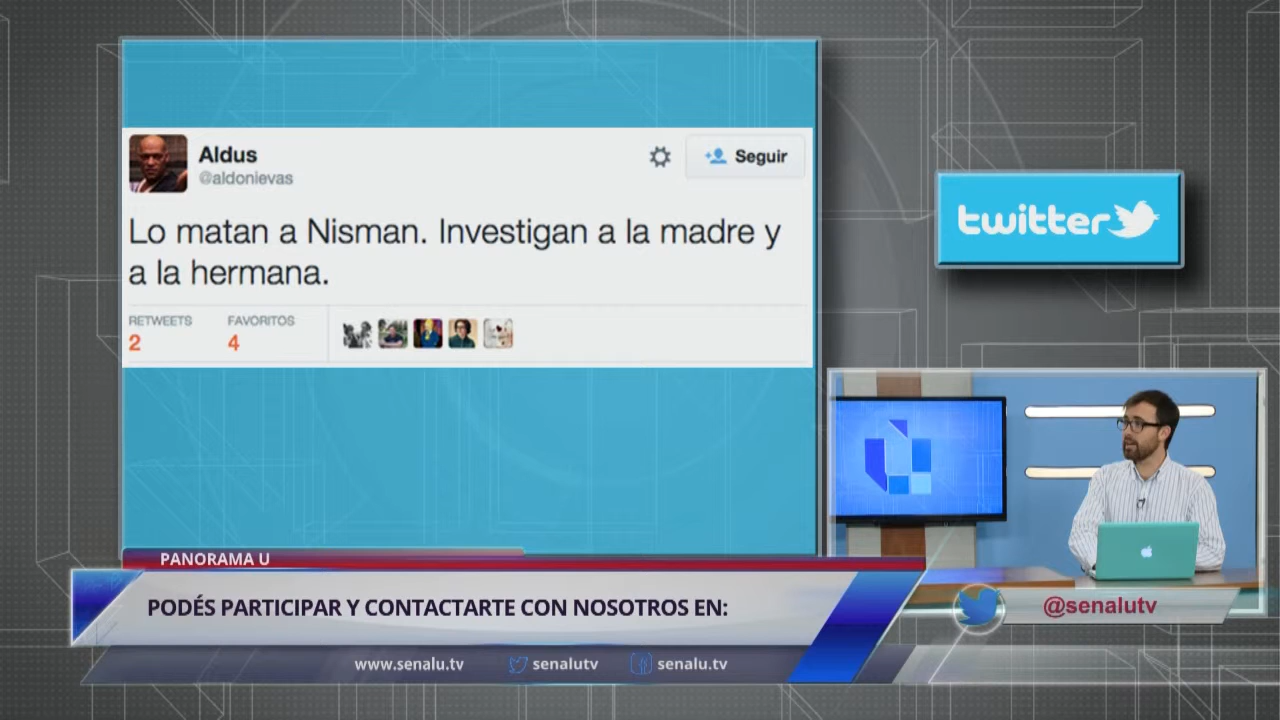 Aldus
@aldonievas
Seguir
Lo matan a Nisman. Investigan a la madre y
a la hermana.
RETWEETS
FAVORITOS
2
4
twitter
PANORAMA U
PODÉS PARTICIPAR Y CONTACTARTE CON NOSOTROS EN:
@senalutv
www.senalu.tv
senalutv
senalu.tv